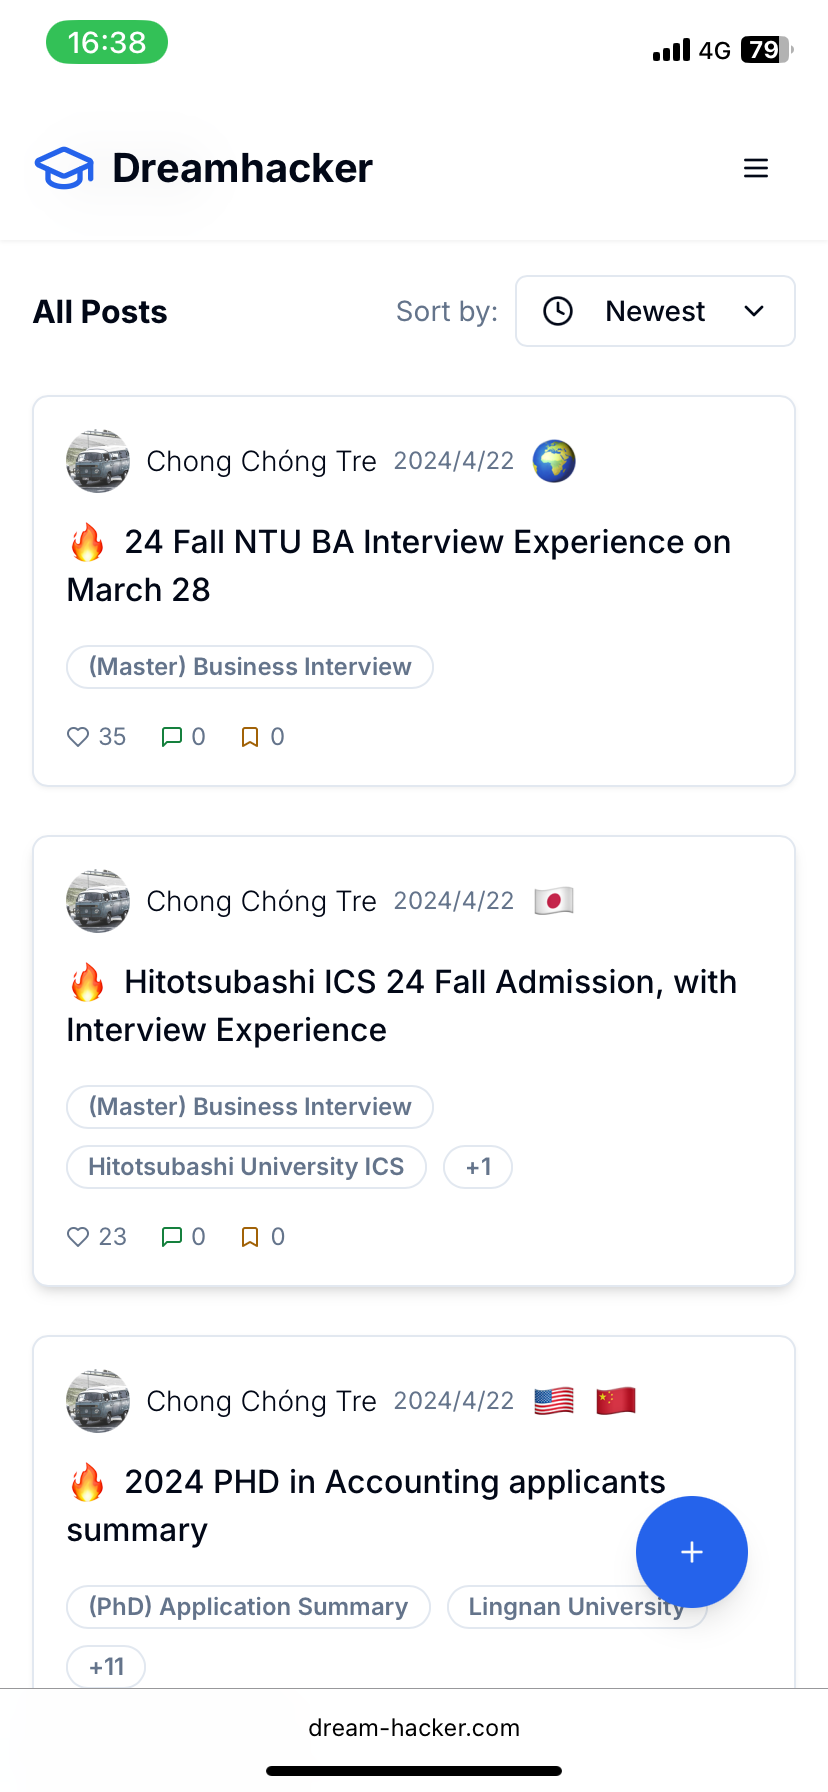 16:38
4G
79
Dreamhacker
All Posts
Sort by:
Newest
Chong Chóng Tre 2024/4/22
🔥 24 Fall NTU BA Interview Experience on
March 28
(Master) Business Interview
35 0 0
Chong Chóng Tre 2024/4/22
🔥 Hitotsubashi ICS 24 Fall Admission, with
Interview Experience
(Master) Business Interview
Hitotsubashi University ICS +1
23 0 0
Chong Chóng Tre 2024/4/22
🔥 2024 PHD in Accounting applicants
summary
(PhD) Application Summary Lingnan University
+11
dream-hacker.com